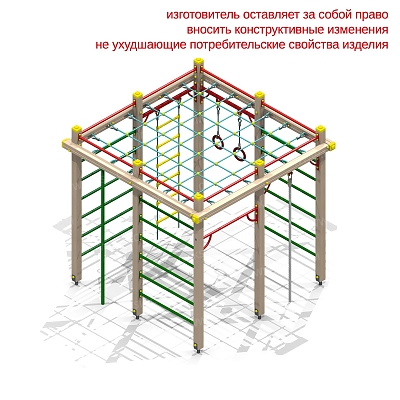 изготовитель оставляет за собой право
вносить конструктивные изменения
не ухудшающие потребительские свойства изделия